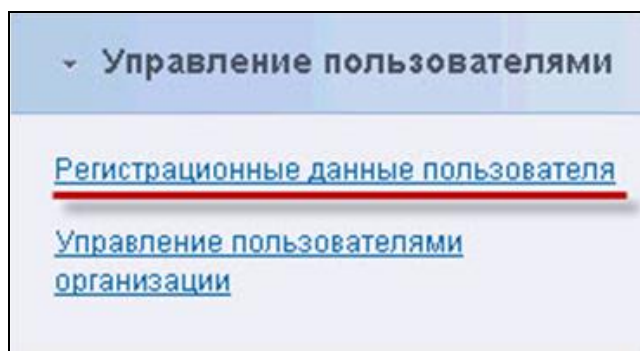 Управление пользователями
Регистрационные данные пользователя
Управление пользователями
организации